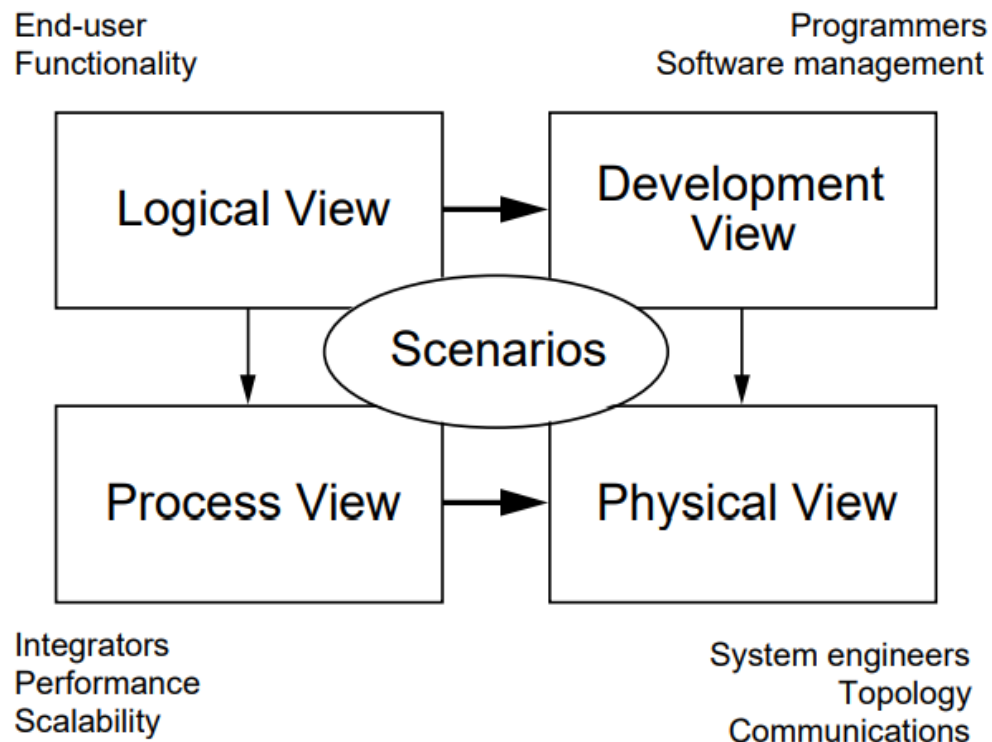 End-user
Functionality
Programmers
Software management
Logical View
Development
View
Scenarios
Process View
Physical View
Integrators
Performance
Scalability
System engineers
Topology
Communications